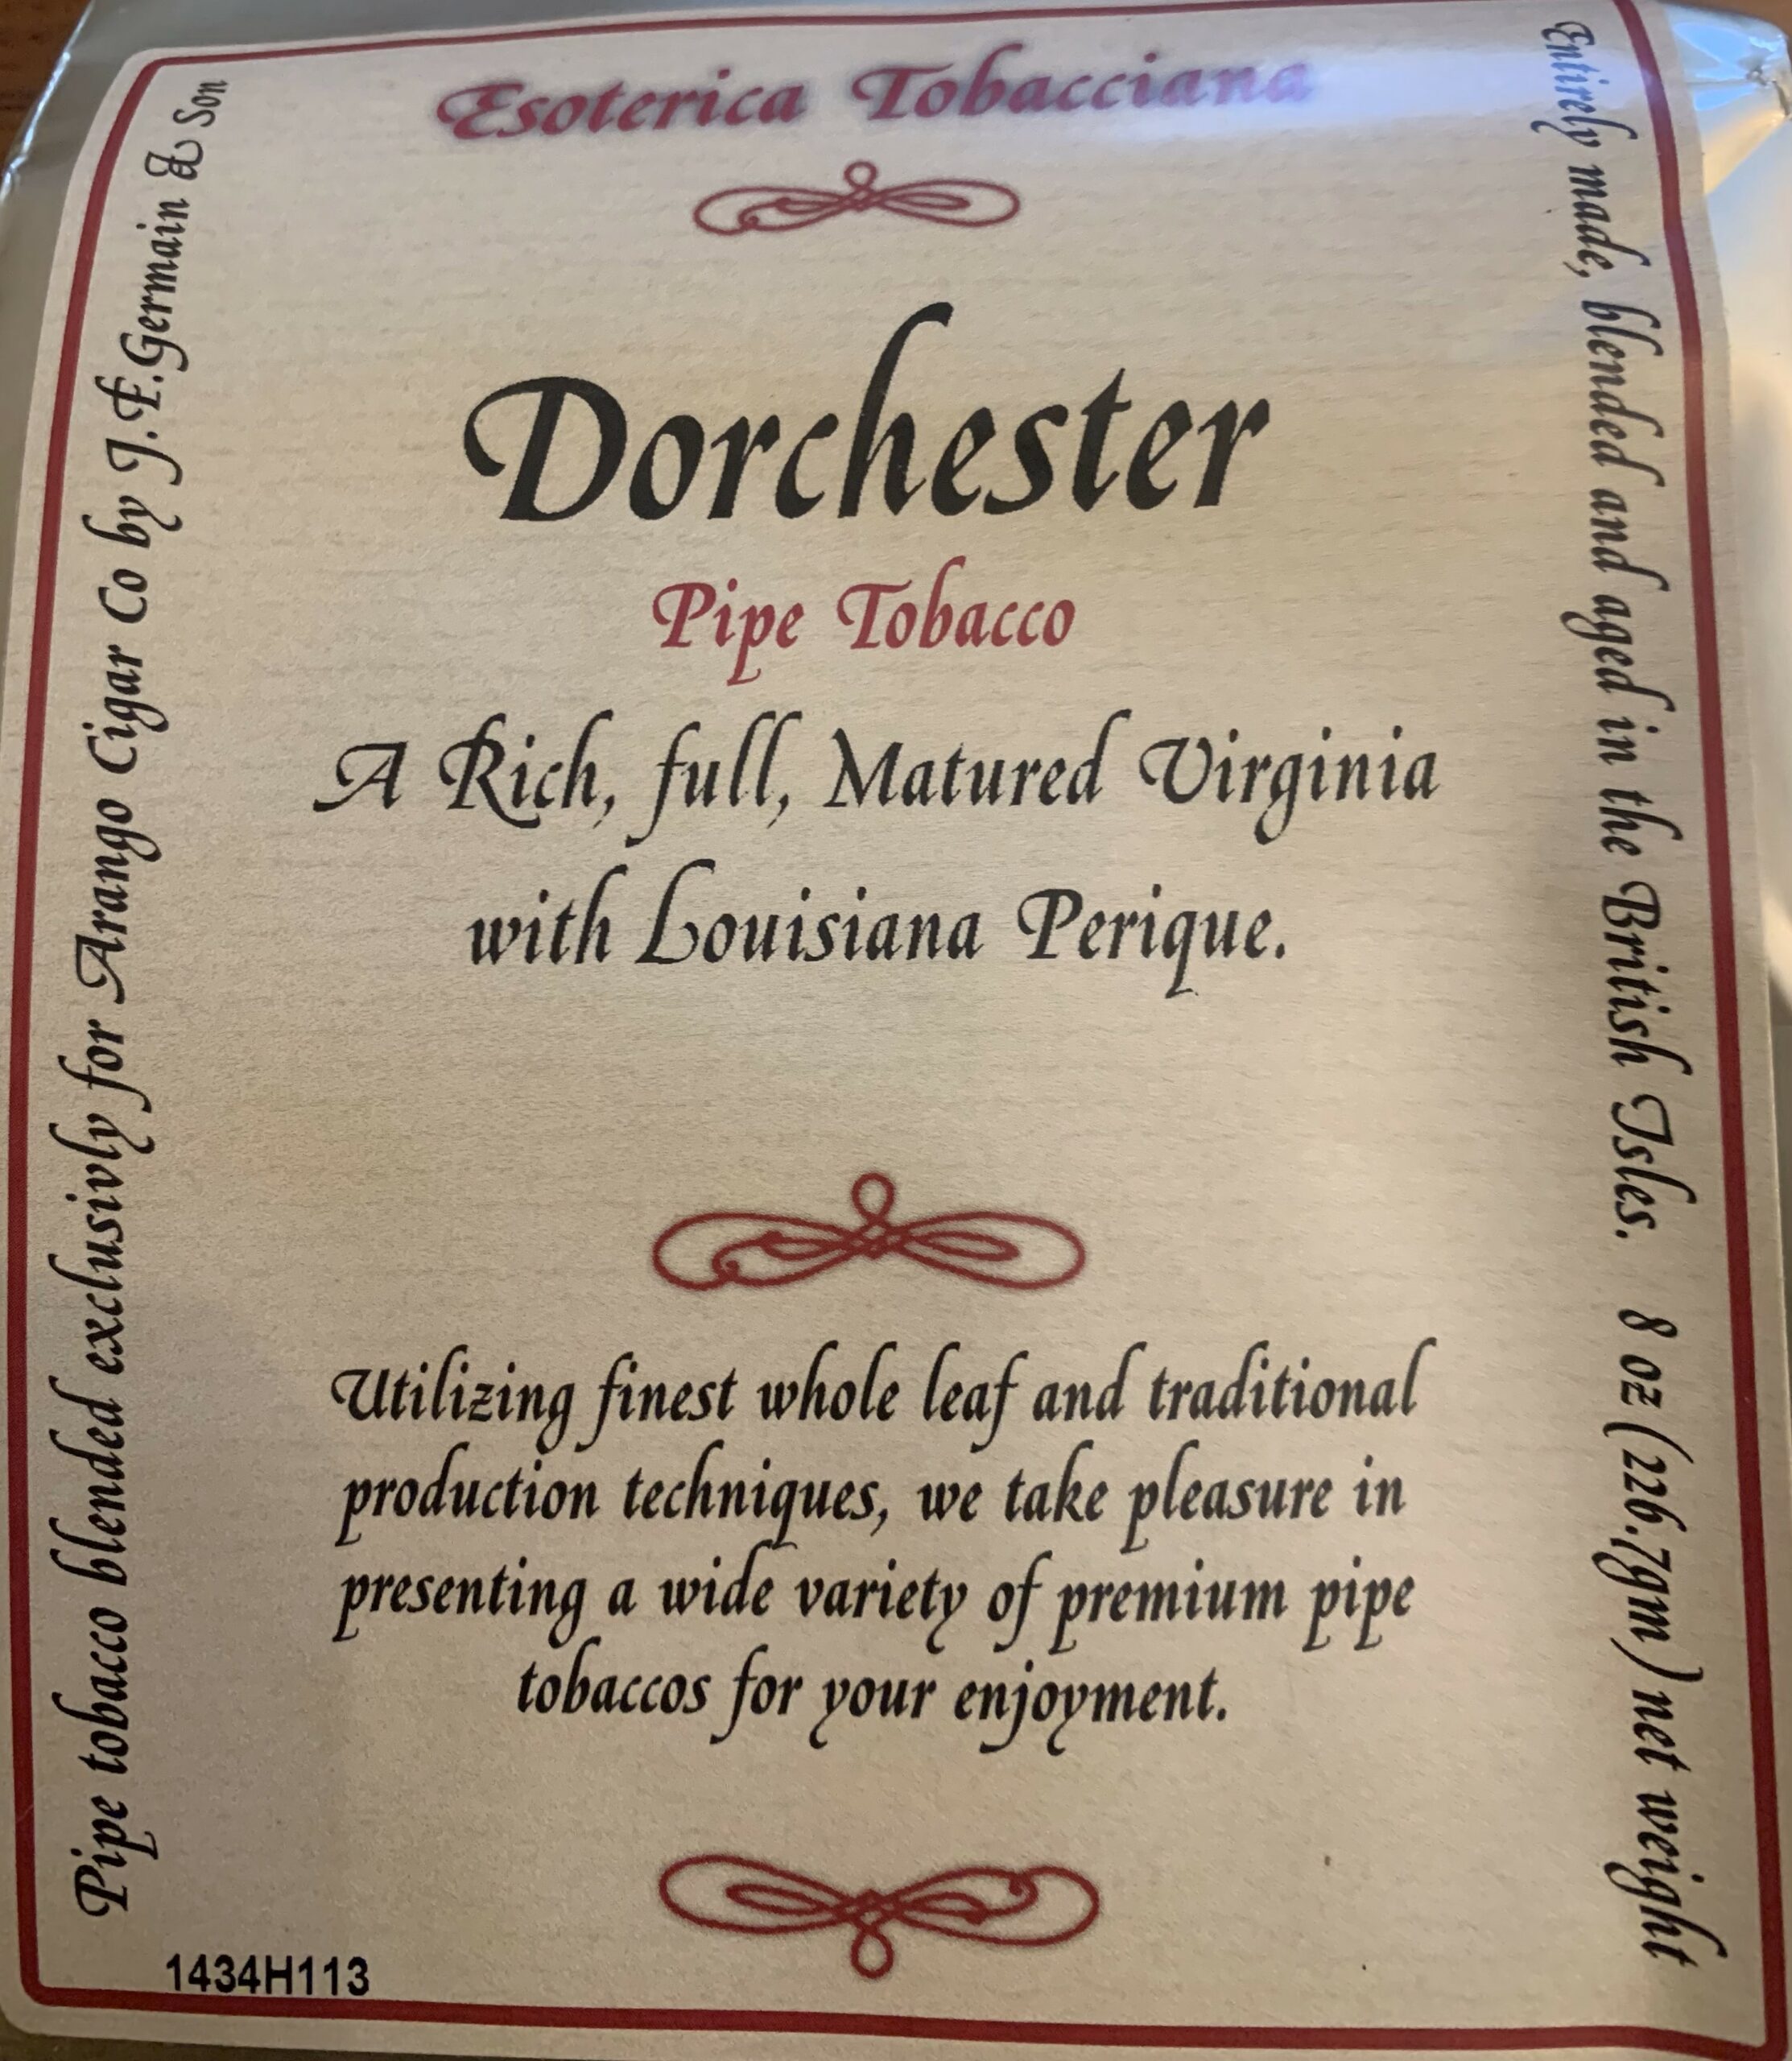 Esoterica Tobacciana
Dorchester
Pipe Tobacco
A Rich, full, Matured Virginia
with Louisiana Perique.
Utilizing finest whole leaf and traditional
production techniques, we take pleasure in
presenting a wide variety of premium pipe
tobaccos for your enjoyment.
Pipe tobacco blended exclusivly for Arango Cigar Co by J.F.Germain & Son
Entirely made, blended and aged in the British Isles. 8 oz (226.7gm) net weight
1434H113